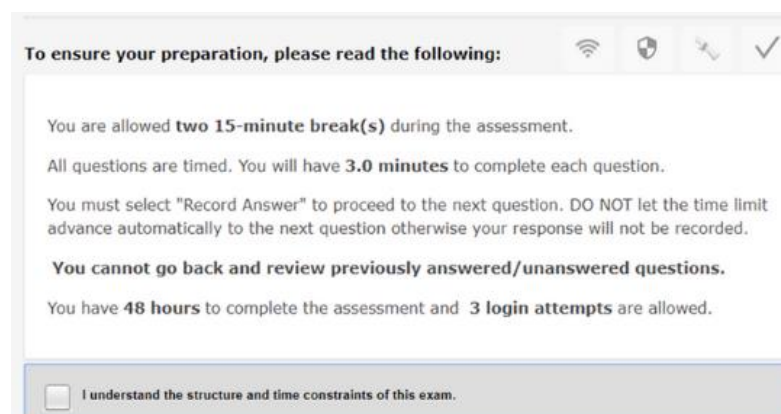 To ensure your preparation, please read the following:
You are allowed two 15-minute break(s) during the assessment.
All questions are timed. You will have 3.0 minutes to complete each question.
You must select "Record Answer" to proceed to the next question. DO NOT let the time limit
advance automatically to the next question otherwise your response will not be recorded.
You cannot go back and review previously answered/unanswered questions.
You have 48 hours to complete the assessment and 3 login attempts are allowed.
I understand the structure and time constraints of this exam.